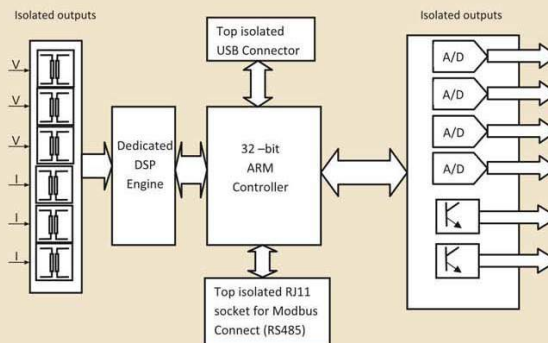 Isolated outputs
Isolated outputs
Top isolated
USB Connector
V
V
V
I
I
I
Dedicated
DSP
Engine
32 –bit
ARM
Controller
A/D
A/D
A/D
A/D
Top isolated RJ11
socket for Modbus
Connect (RS485)